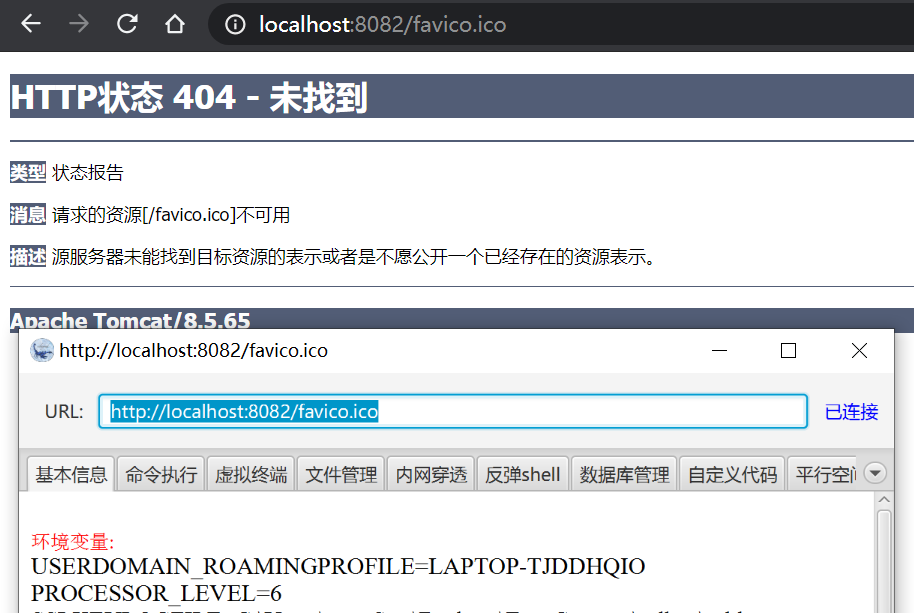 localhost:8082/favico.ico
HTTP状态 404 - 未找到
类型 状态报告
消息 请求的资源[/favico.ico]不可用
描述 源服务器未能找到目标资源的表示或者是不愿公开一个已经存在的资源表示。
Apache Tomcat/8.5.65
http://localhost:8082/favico.ico
URL: http://localhost:8082/favico.ico 已连接
基本信息 命令执行 虚拟终端 文件管理 内网穿透 反弹shell 数据库管理 自定义代码 平行空间
环境变量:
USERDOMAIN_ROAMINGPROFILE=LAPTOP-TJDDHQIO
PROCESSOR_LEVEL=6